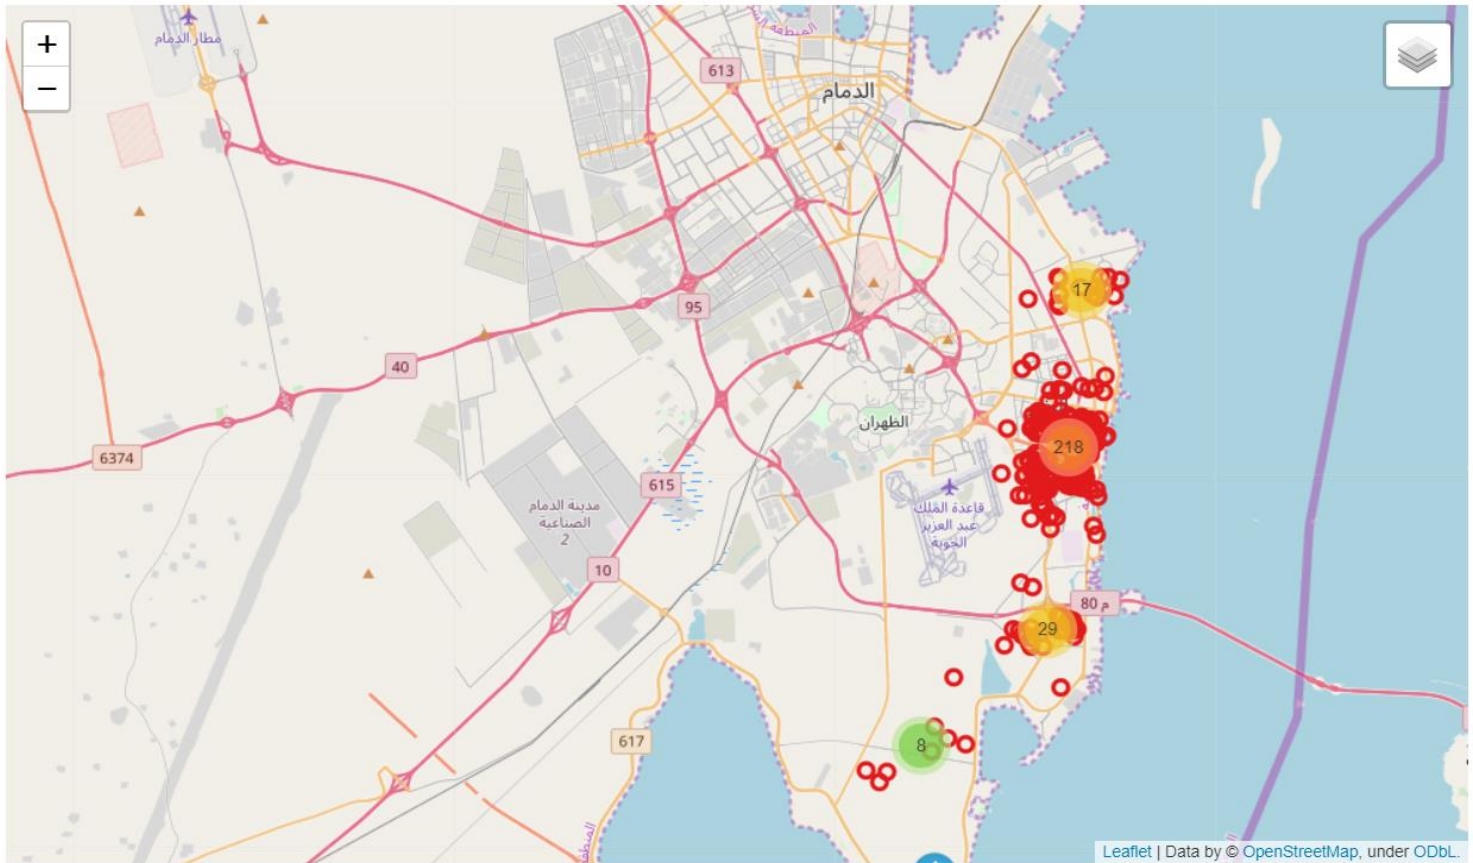 +
−
مطار الدمام
613
الدمام
17
95
40
الظهران
218
6374
615
قاعدة الملك
عبد العزيز
الجوية
مدينة الدمام
الصناعية
2
10
80 م
29
617
8
Leaflet | Data by © OpenStreetMap, under ODbL.